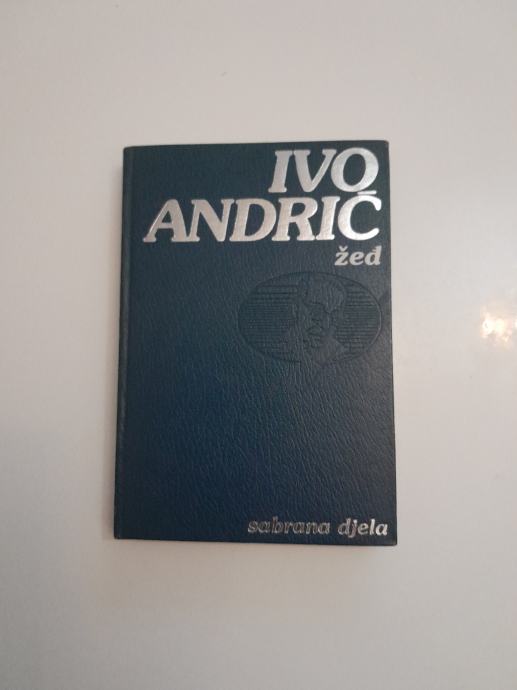 IVO
ANDRIĆ
žeđ
sabrana djela